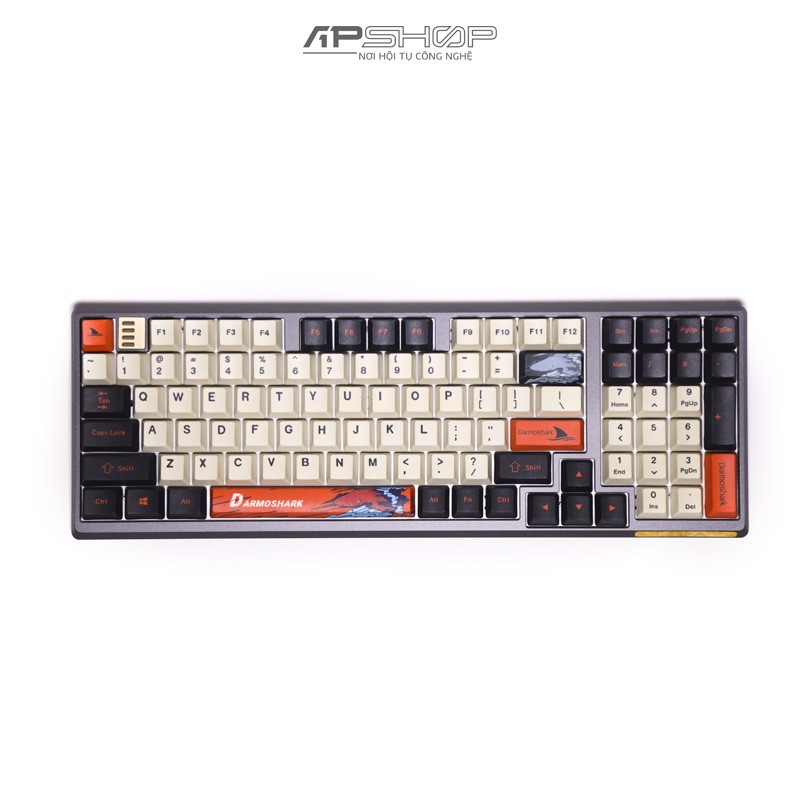 APSHOP
NƠI HỘI TỤ CÔNG NGHỆ
F1 F2 F3 F4 F5 F6 F7 F8 F9 F10 F11 F12 Del Ins PgUp PgDn
~ ! @ = $ % ^ & * ( ) - +
` 1 2 3 4 5 6 7 8 9 0 - = Num / X -
Tab Q W E R T Y U I O P { [ } ] | \ 7 Home 8 9 PgUp +
Caps Lock A S D F G H J K L : ; " ' Darmoshark 4 < 5 6 >
Shift Z X C V B N M < , > . ? / Shift 1 End 2 3 PgDn Darmoshark
Ctrl Alt DARMOSHARK Alt Fn Ctrl 0 Ins . Del